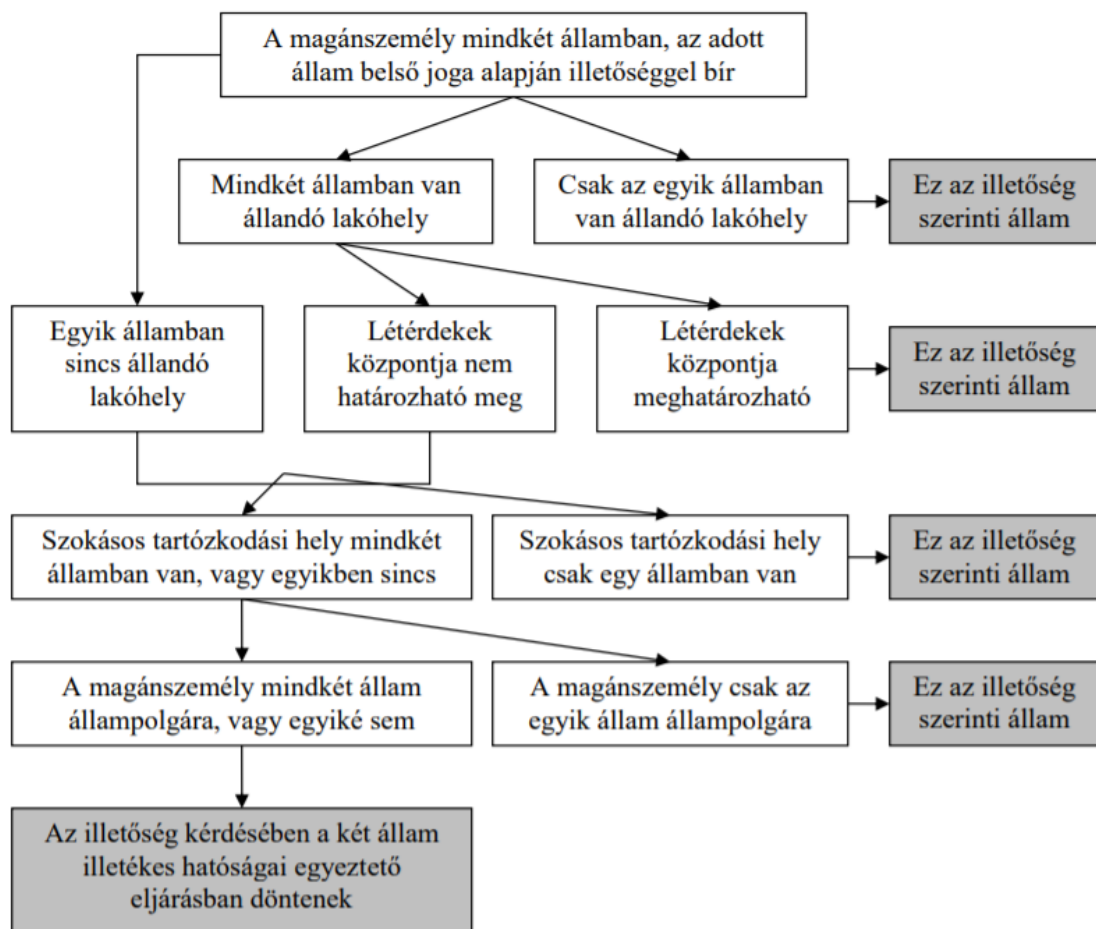 A magánszemély mindkét államban, az adott
állam belső joga alapján illetőséggel bír
Mindkét államban van
állandó lakóhely
Csak az egyik államban
van állandó lakóhely
Ez az illetőség
szerinti állam
Egyik államban
sincs állandó
lakóhely
Létérdekek
központja nem
határozható meg
Létérdekek
központja
meghatározható
Ez az illetőség
szerinti állam
Szokásos tartózkodási hely mindkét
államban van, vagy egyikben sincs
Szokásos tartózkodási hely
csak egy államban van
Ez az illetőség
szerinti állam
A magánszemély mindkét állam
állampolgára, vagy egyiké sem
A magánszemély csak az
egyik állam állampolgára
Ez az illetőség
szerinti állam
Az illetőség kérdésében a két állam
illetékes hatóságai egyeztető
eljárásban döntenek